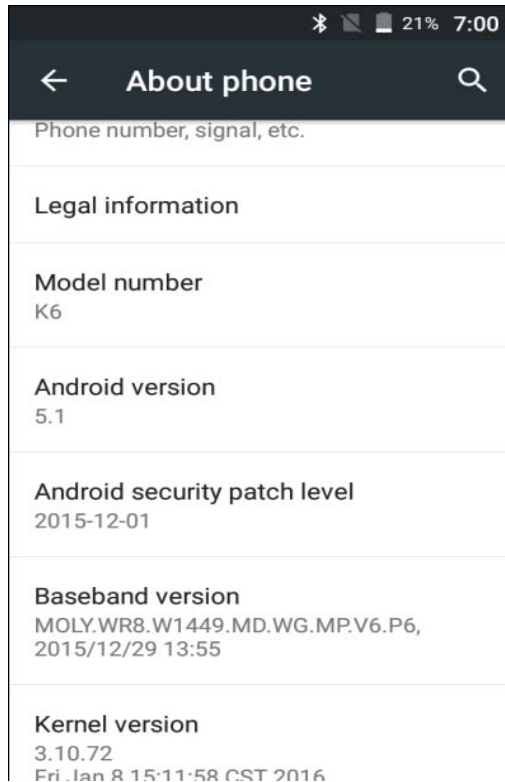 21% 7:00
About phone
Phone number, signal, etc.
Legal information
Model number
K6
Android version
5.1
Android security patch level
2015-12-01
Baseband version
MOLY.WR8.W1449.MD.WG.MP.V6.P6,
2015/12/29 13:55
Kernel version
3.10.72
Fri Jan 8 15:11:58 CST 2016